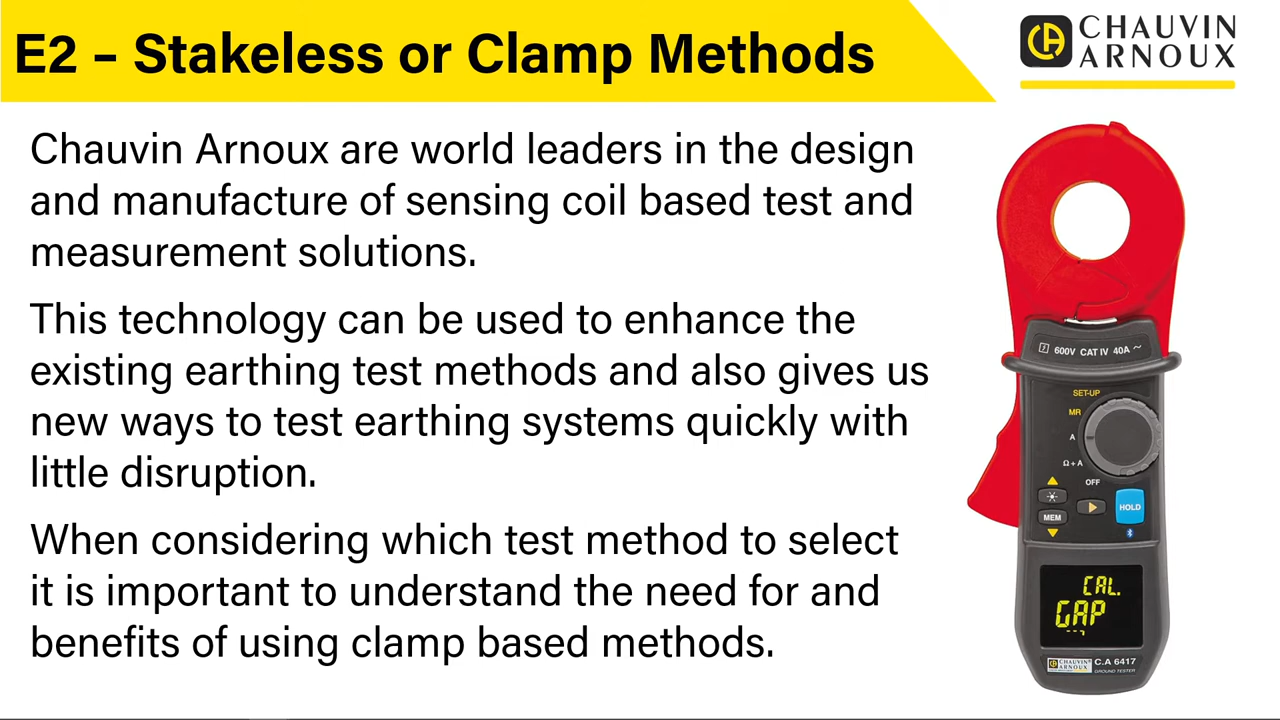 E2 – Stakeless or Clamp Methods
CHAUVIN
ARNOUX
Chauvin Arnoux are world leaders in the design
and manufacture of sensing coil based test and
measurement solutions.
This technology can be used to enhance the
existing earthing test methods and also gives us
new ways to test earthing systems quickly with
little disruption.
When considering which test method to select
it is important to understand the need for and
benefits of using clamp based methods.
600V CAT IV 40A ~
SET-UP
MR
A
Ω + A
OFF
HOLD
MEM
CAL.
GAP
CHAUVIN
ARNOUX
C.A 6417
GROUND TESTER